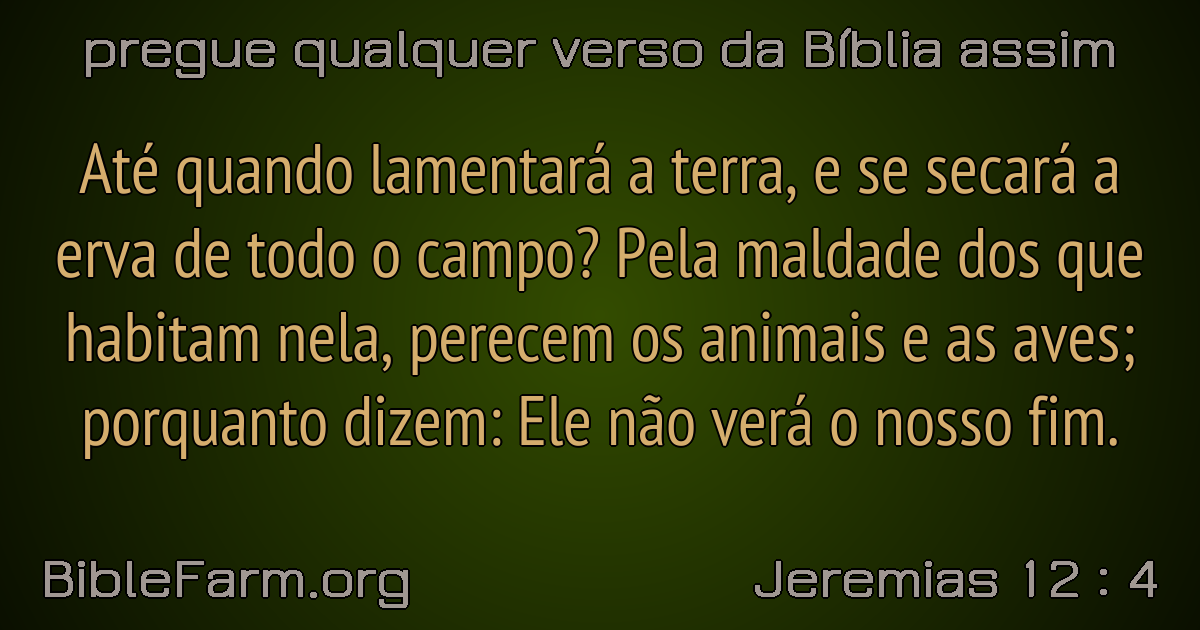 pregue qualquer verso da Bíblia assim
Até quando lamentará a terra, e se secará a
erva de todo o campo? Pela maldade dos que
habitam nela, perecem os animais e as aves;
porquanto dizem: Ele não verá o nosso fim.
BibleFarm.org
Jeremias 12 : 4